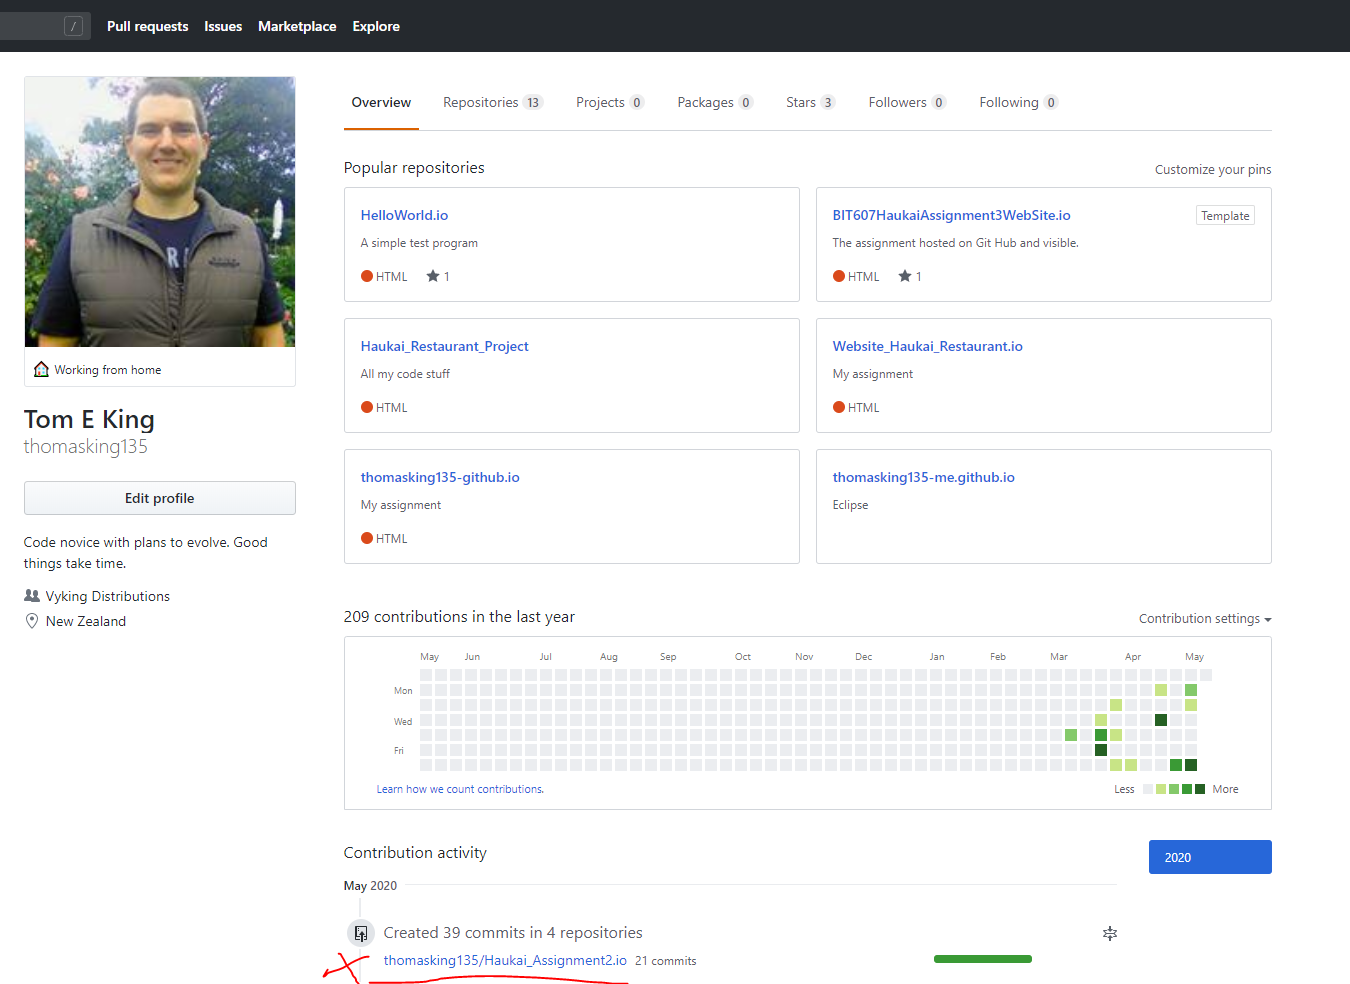 / Pull requests Issues Marketplace Explore
Overview Repositories 13 Projects 0 Packages 0 Stars 3 Followers 0 Following 0
Working from home
Tom E King
thomasking135
Edit profile
Code novice with plans to evolve. Good
things take time.
Vyking Distributions
New Zealand
Popular repositories Customize your pins
HelloWorld.io
A simple test program
HTML 1
BIT607HaukaiAssignment3WebSite.io Template
The assignment hosted on Git Hub and visible.
HTML 1
Haukai_Restaurant_Project
All my code stuff
HTML
Website_Haukai_Restaurant.io
My assignment
HTML
thomasking135-github.io
My assignment
HTML
thomasking135-me.github.io
Eclipse
209 contributions in the last year Contribution settings
May Jun Jul Aug Sep Oct Nov Dec Jan Feb Mar Apr May
Mon
Wed
Fri
Learn how we count contributions. Less More
Contribution activity 2020
May 2020
Created 39 commits in 4 repositories
thomasking135/Haukai_Assignment2.io 21 commits